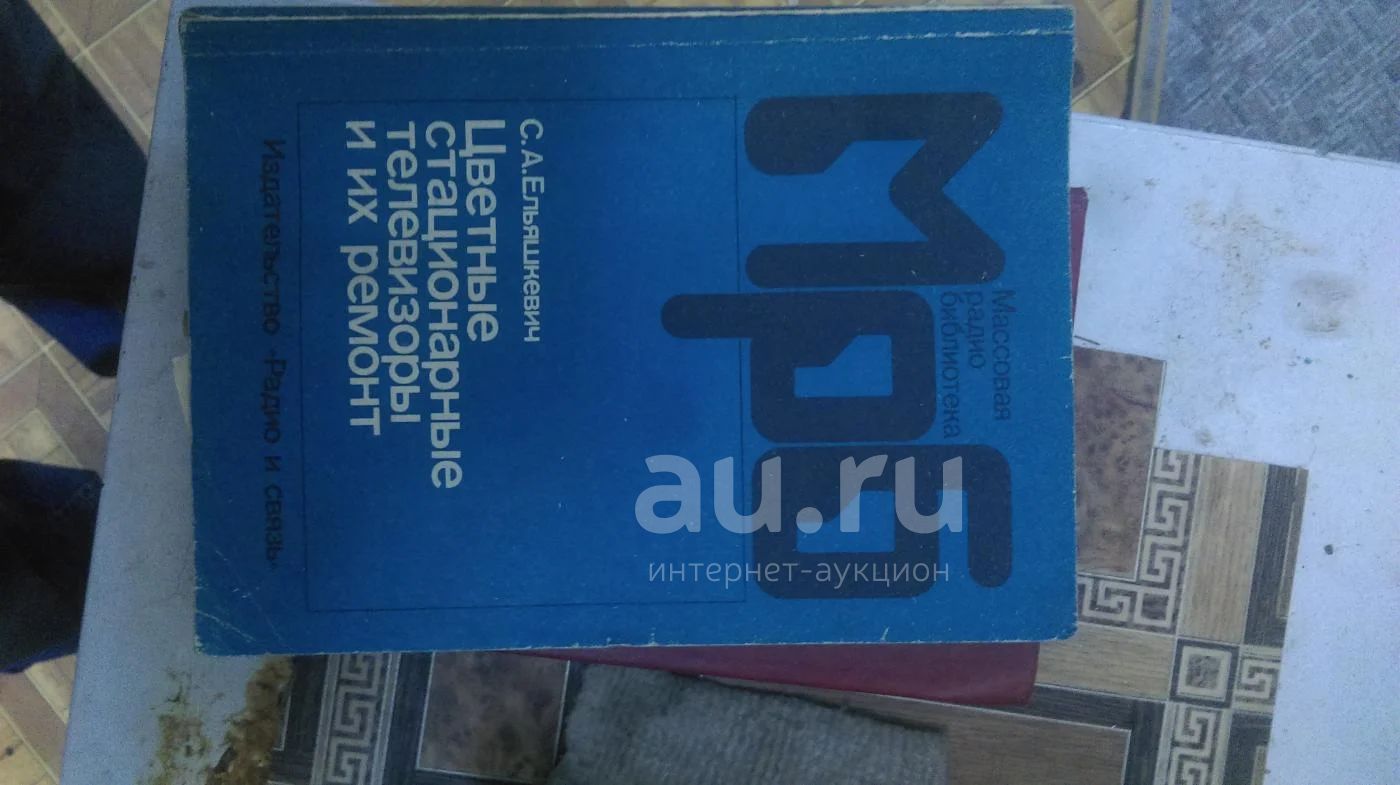 Мрб
Массовая
радио
библиотека
С.А.Ельяшкевич
Цветные
стационарные
телевизоры
и их ремонт
Издательство «Радио и связь»
au.ru
интернет-аукцион